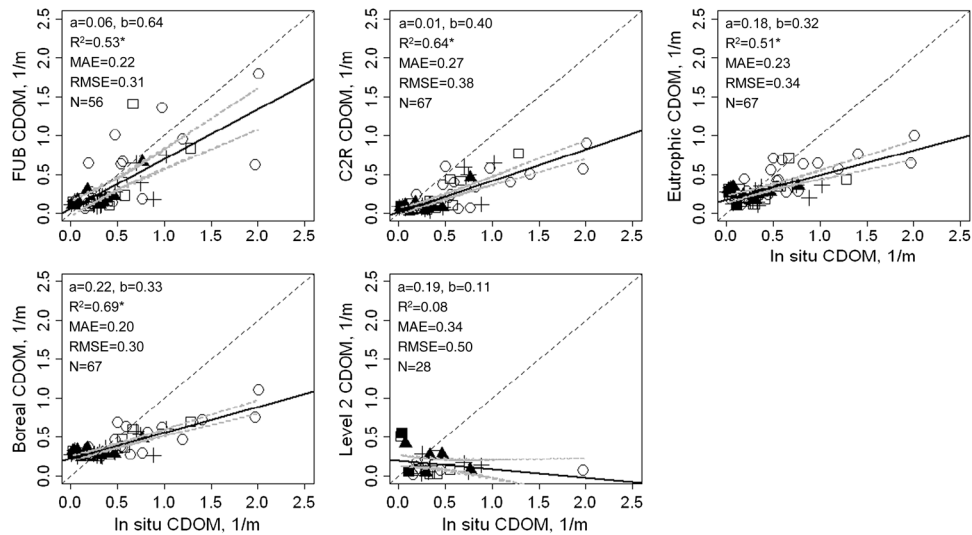 a=0.06, b=0.64
R²=0.53*
MAE=0.22
RMSE=0.31
N=56
FUB CDOM, 1/m
0.0 0.5 1.0 1.5 2.0 2.5
0.0 0.5 1.0 1.5 2.0 2.5
a=0.01, b=0.40
R²=0.64*
MAE=0.27
RMSE=0.38
N=67
C2R CDOM, 1/m
0.0 0.5 1.0 1.5 2.0 2.5
0.0 0.5 1.0 1.5 2.0 2.5
a=0.18, b=0.32
R²=0.51*
MAE=0.23
RMSE=0.34
N=67
Eutrophic CDOM, 1/m
0.0 0.5 1.0 1.5 2.0 2.5
0.0 0.5 1.0 1.5 2.0 2.5
In situ CDOM, 1/m
a=0.22, b=0.33
R²=0.69*
MAE=0.20
RMSE=0.30
N=67
Boreal CDOM, 1/m
0.0 0.5 1.0 1.5 2.0 2.5
0.0 0.5 1.0 1.5 2.0 2.5
In situ CDOM, 1/m
a=0.19, b=0.11
R²=0.08
MAE=0.34
RMSE=0.50
N=28
Level 2 CDOM, 1/m
0.0 0.5 1.0 1.5 2.0 2.5
0.0 0.5 1.0 1.5 2.0 2.5
In situ CDOM, 1/m